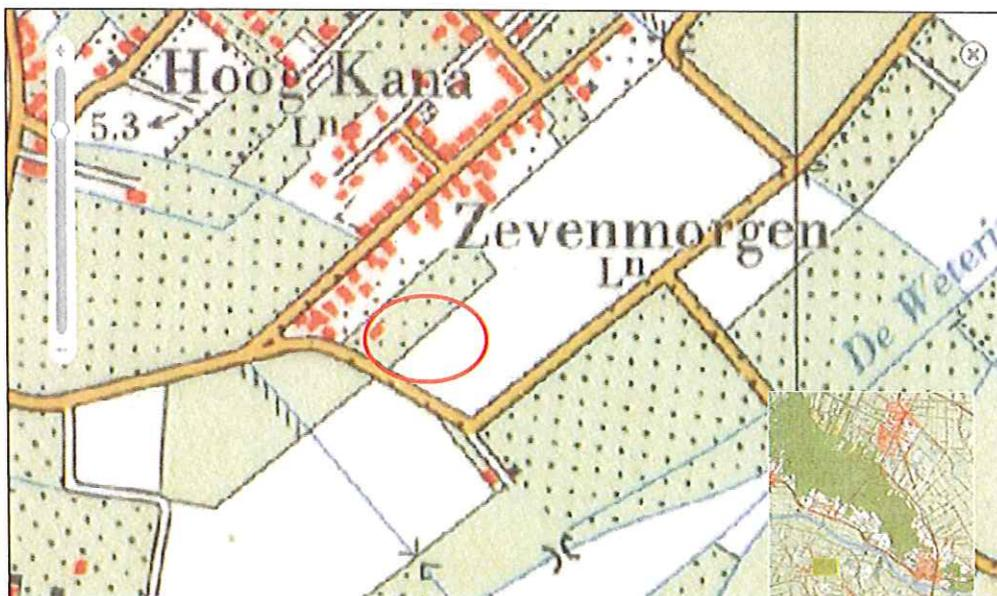 Hoog Kana
Lⁿ
5.3
Zevenmorgen
Lⁿ
De Weteri